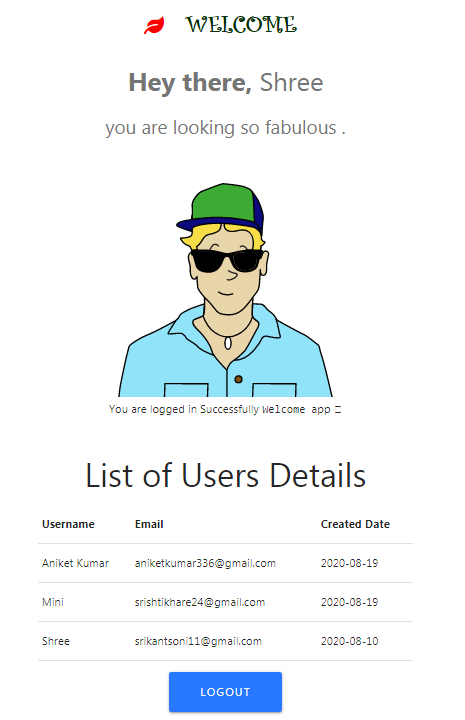 WELCOME
Hey there, Shree
you are looking so fabulous .
You are logged in Successfully Welcome app
List of Users Details
Username Email Created Date
Aniket Kumar aniketkumar336@gmail.com 2020-08-19
Mini srishtikhare24@gmail.com 2020-08-19
Shree srikantsoni11@gmail.com 2020-08-10
LOGOUT